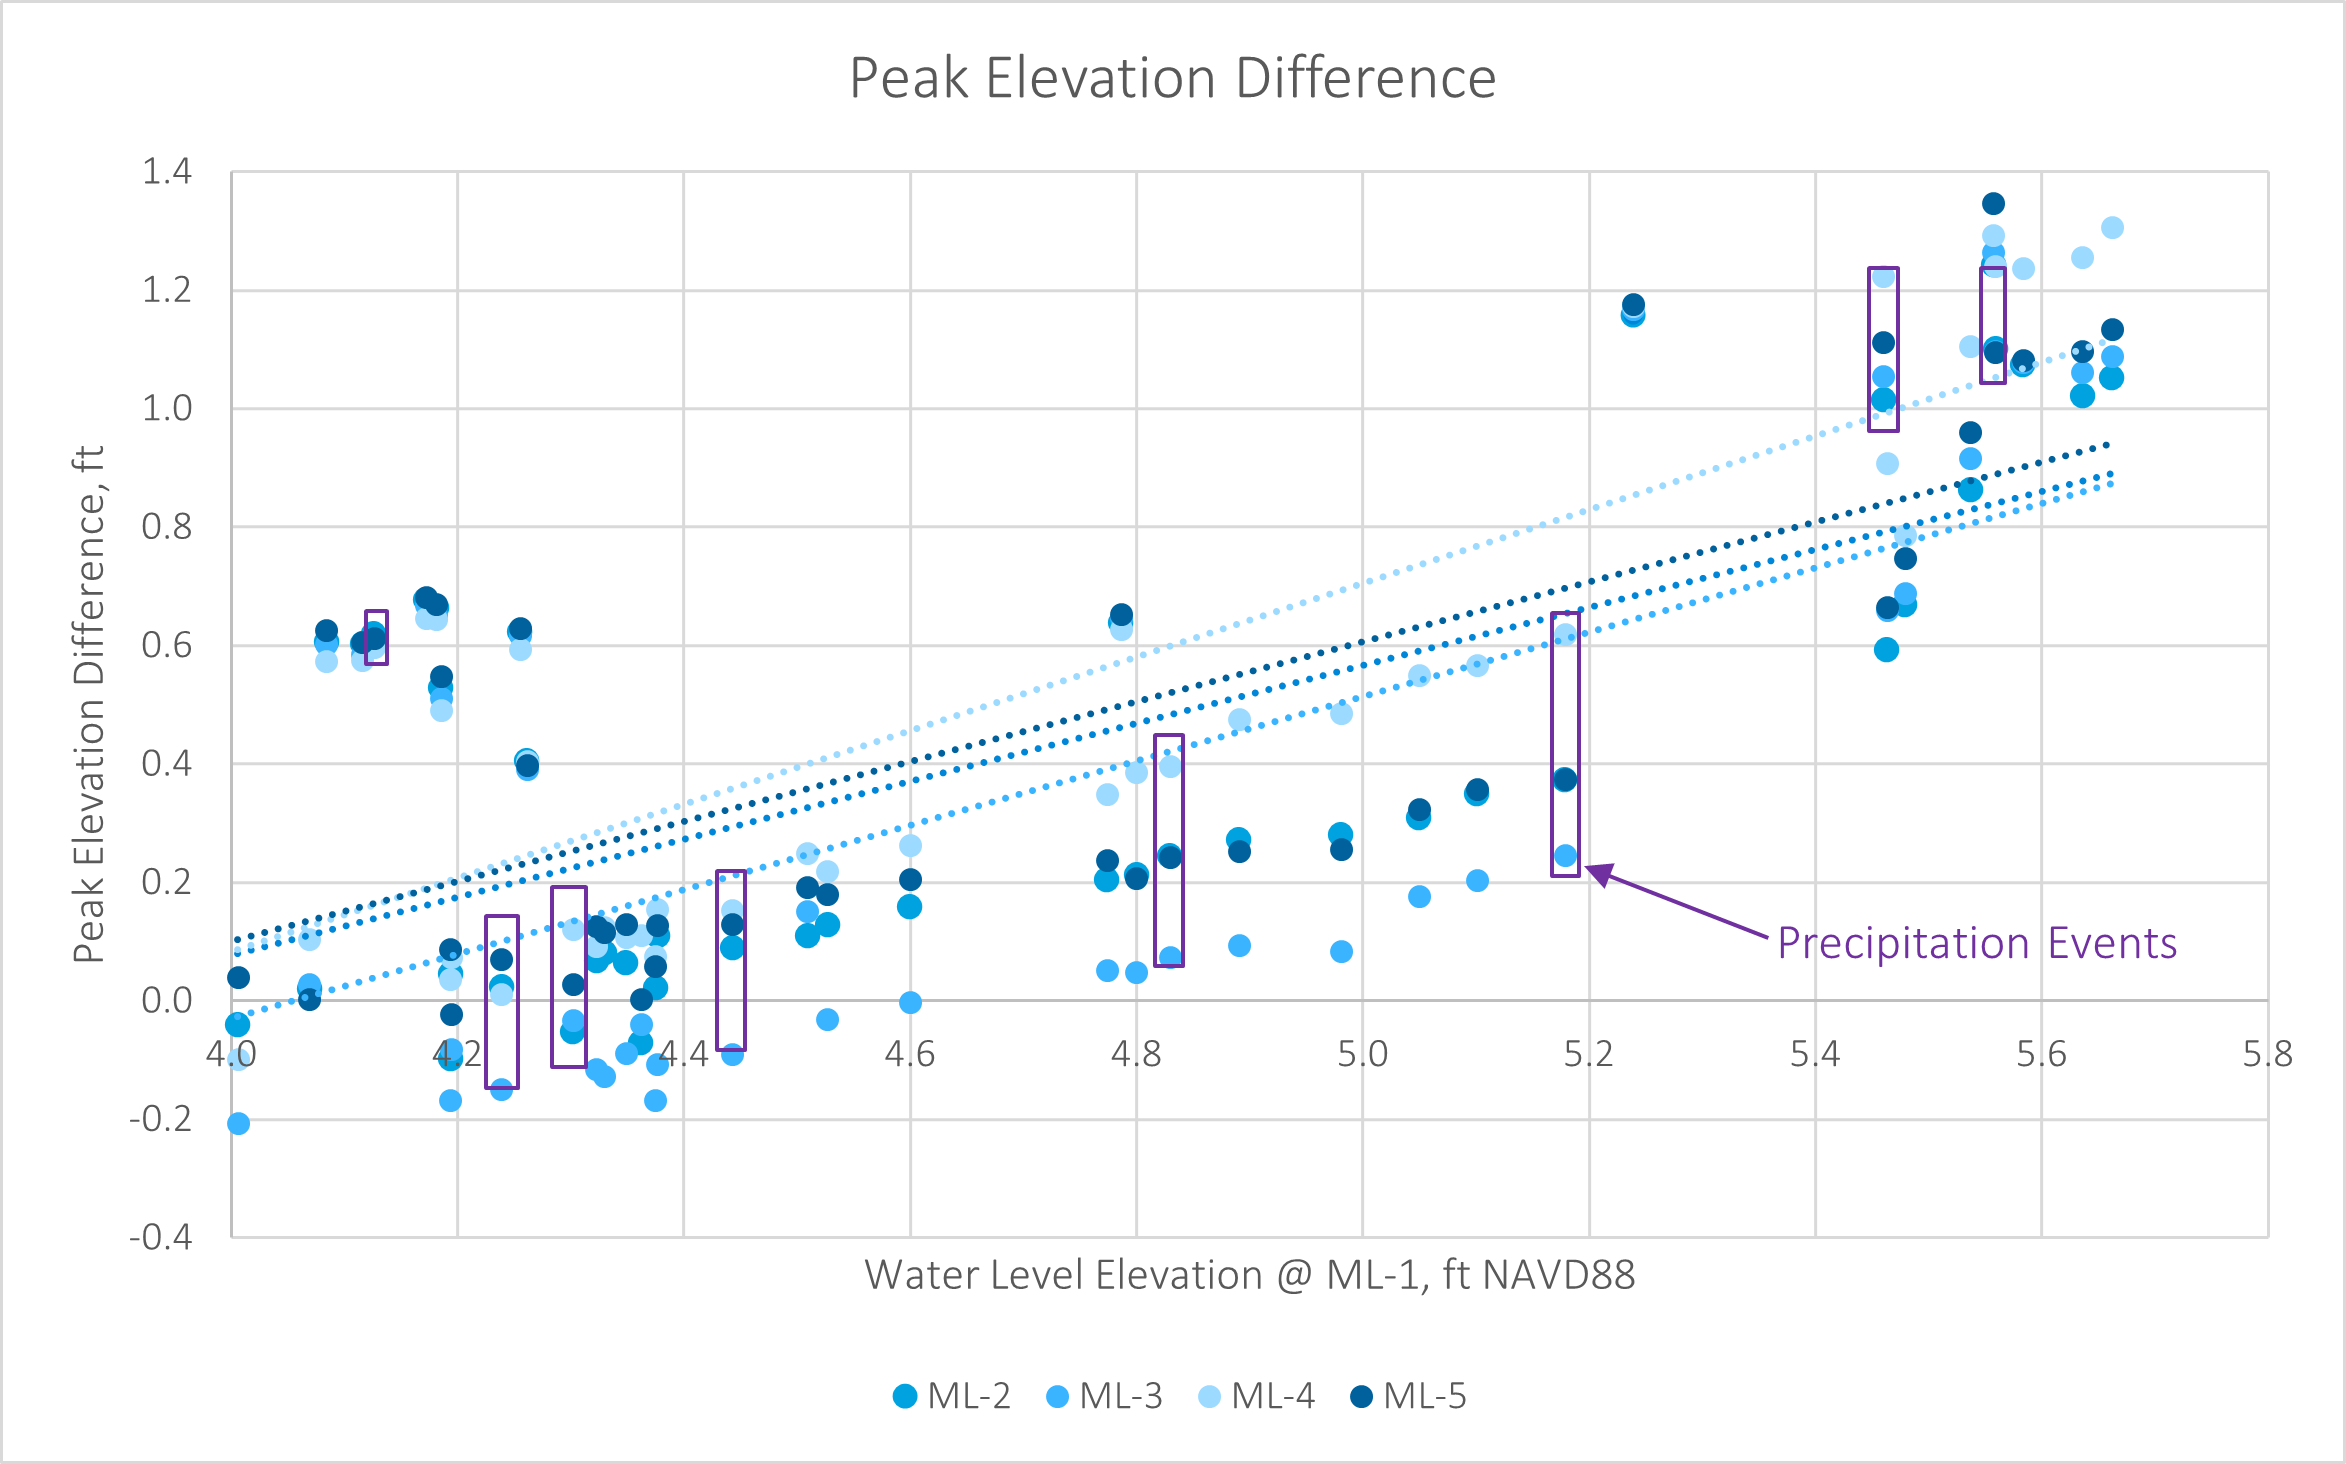 Peak Elevation Difference
1.4
1.2
1.0
0.8
0.6
0.4
0.2
0.0
-0.2
-0.4
Peak Elevation Difference, ft
4.0 4.2 4.4 4.6 4.8 5.0 5.2 5.4 5.6 5.8
Precipitation Events
Water Level Elevation @ ML-1, ft NAVD88
ML-2 ML-3 ML-4 ML-5